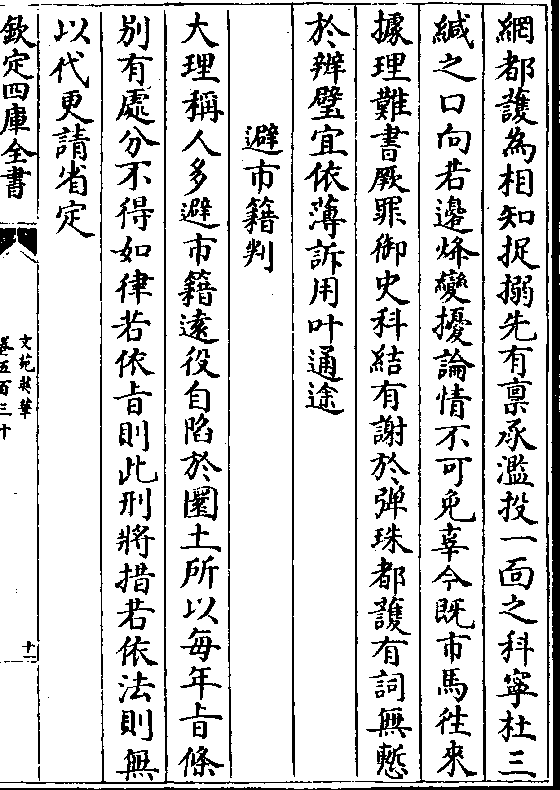 網都護為相知捉搦先有禀承濫投一面之科寧杜三
緘之口向若邊烽變擾論情不可免辜今既市馬徃來
據理難書厥罪御史科結有謝於弹珠都護有詞無慙
於辨璧宜依薄訴用叶通途
避市籍判
大理稱人多避市籍遠役自陷於圜土所以每年㫖條
別有處分不得如律若依㫖則此刑將措若依法則無
以代更請省定
欽定四庫全書
文苑英華
卷五百三十
十二